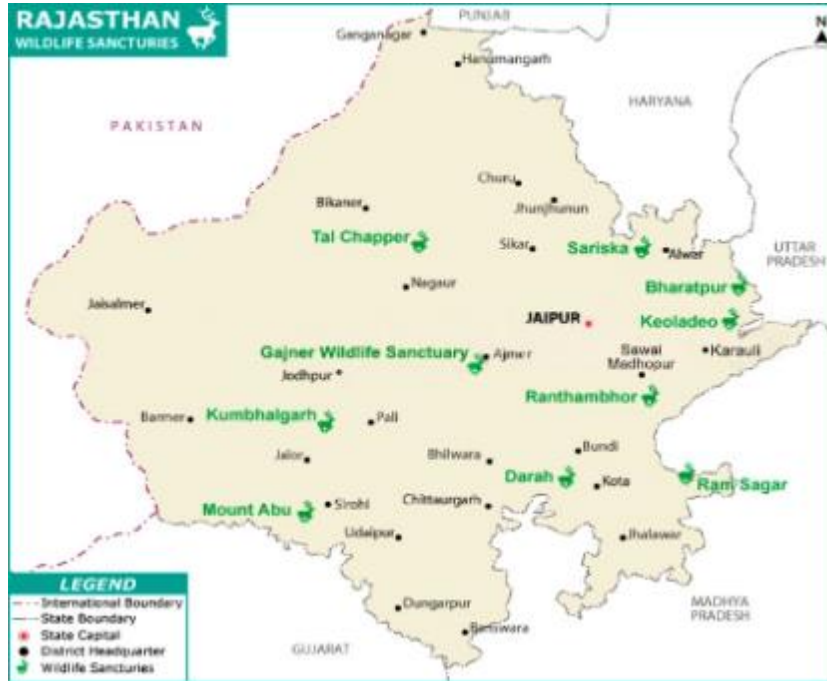 RAJASTHAN
WILDLIFE SANCTURIES
PUNJAB
N
Ganganagar
Hanumangarh
HARYANA
PAKISTAN
Churu
Jhunjhunun
Bikaner
Tal Chapper
Sikar
Sariska
Alwar
UTTAR
PRADESH
Nagaur
Bharatpur
Jaisalmer
JAIPUR
Keoladeo
Gajner Wildlife Sanctuary
Ajmer
Sawai
Madhopur
Karauli
Jodhpur
Ranthambhor
Barmer
Kumbhalgarh
Pali
Bundi
Jalor
Bhilwara
Darah
Kota
Ram Sagar
Mount Abu
Sirohi
Chittaurgarh
Udaipur
Jhalawar
LEGEND
International Boundary
State Boundary
State Capital
District Headquarter
Wildlife Sancturies
Dungarpur
Banswara
GUJARAT
MADHYA
PRADESH